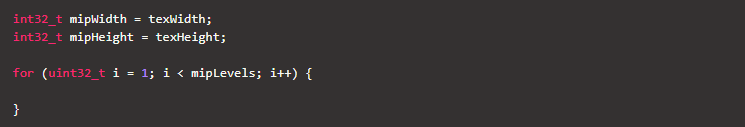 int32_t mipWidth = texWidth;
int32_t mipHeight = texHeight;
for (uint32_t i = 1; i < mipLevels; i++) {
}